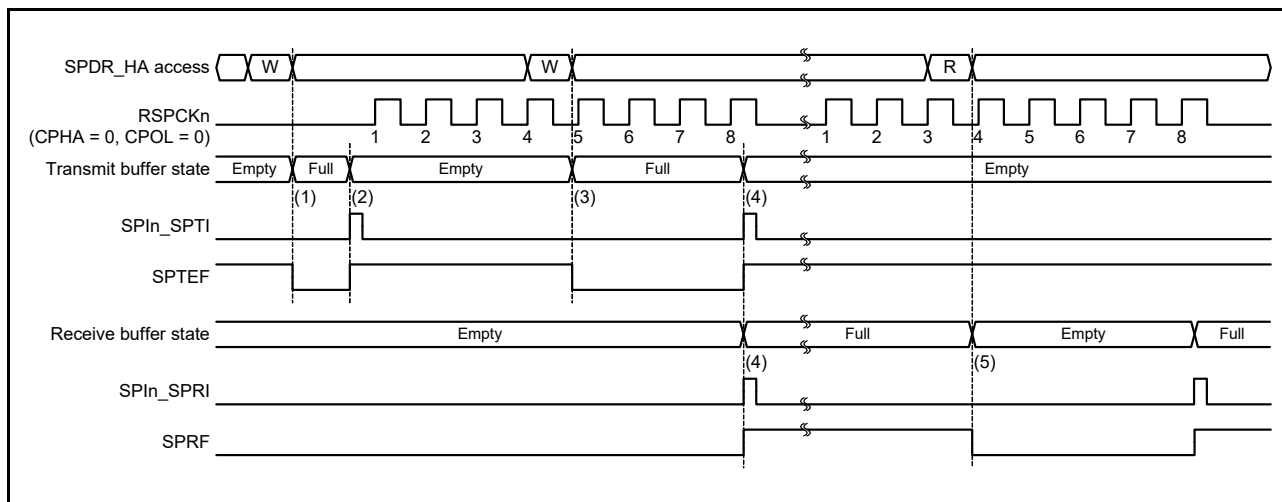 SPDR_HA access W W R
RSPCKn
(CPHA = 0, CPOL = 0) 1 2 3 4 5 6 7 8 1 2 3 4 5 6 7 8
Transmit buffer state Empty Full Empty Full Empty
(1) (2) (3) (4)
SPIn_SPTI
SPTEF
Receive buffer state Empty Full Empty Full
(4) (5)
SPIn_SPRI
SPRF